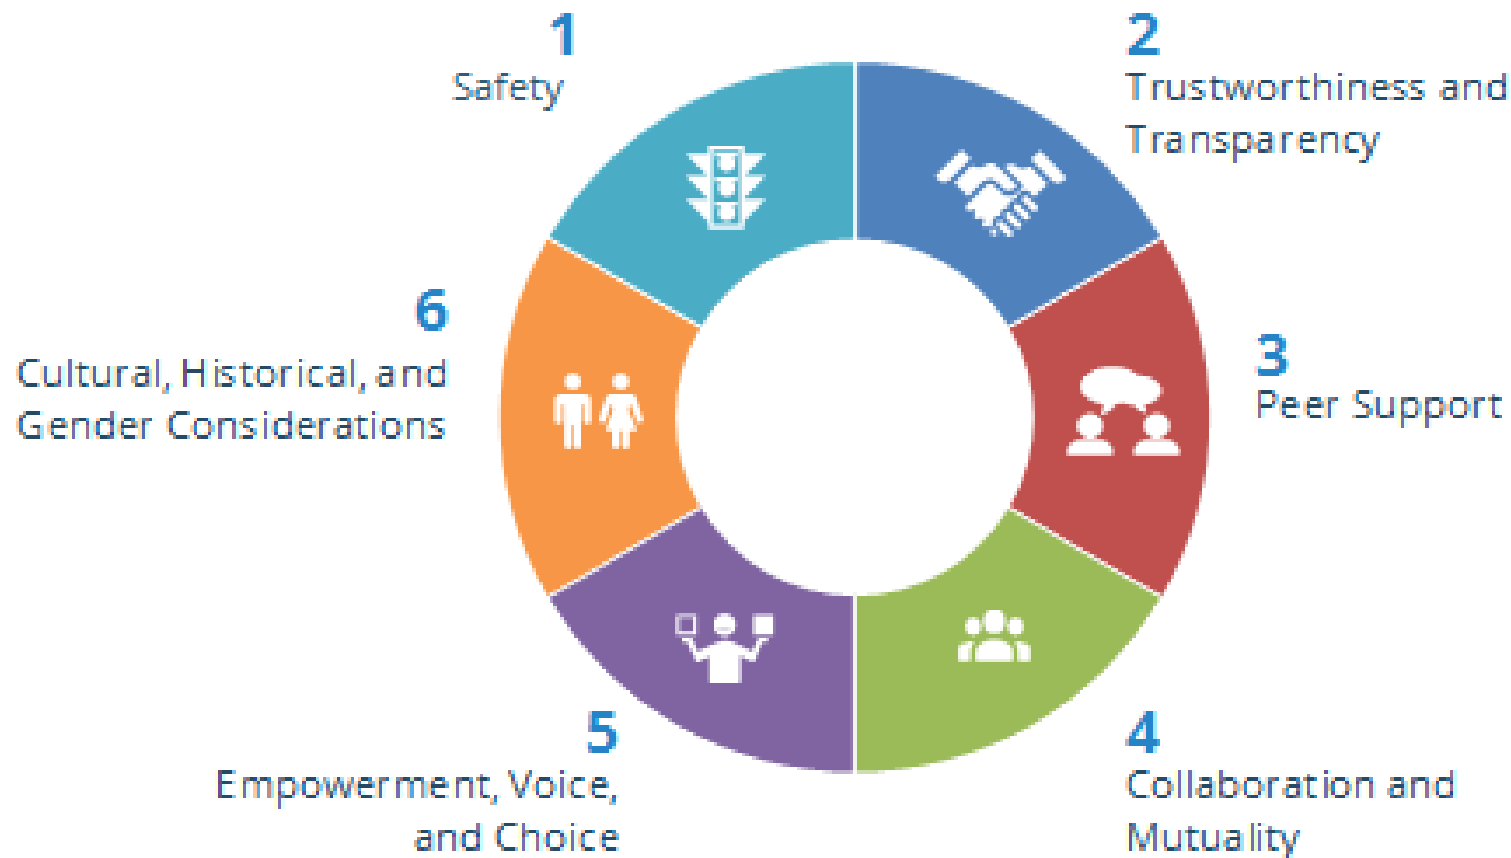 1
Safety
2
Trustworthiness and
Transparency
3
Peer Support
4
Collaboration and
Mutuality
5
Empowerment, Voice,
and Choice
6
Cultural, Historical, and
Gender Considerations